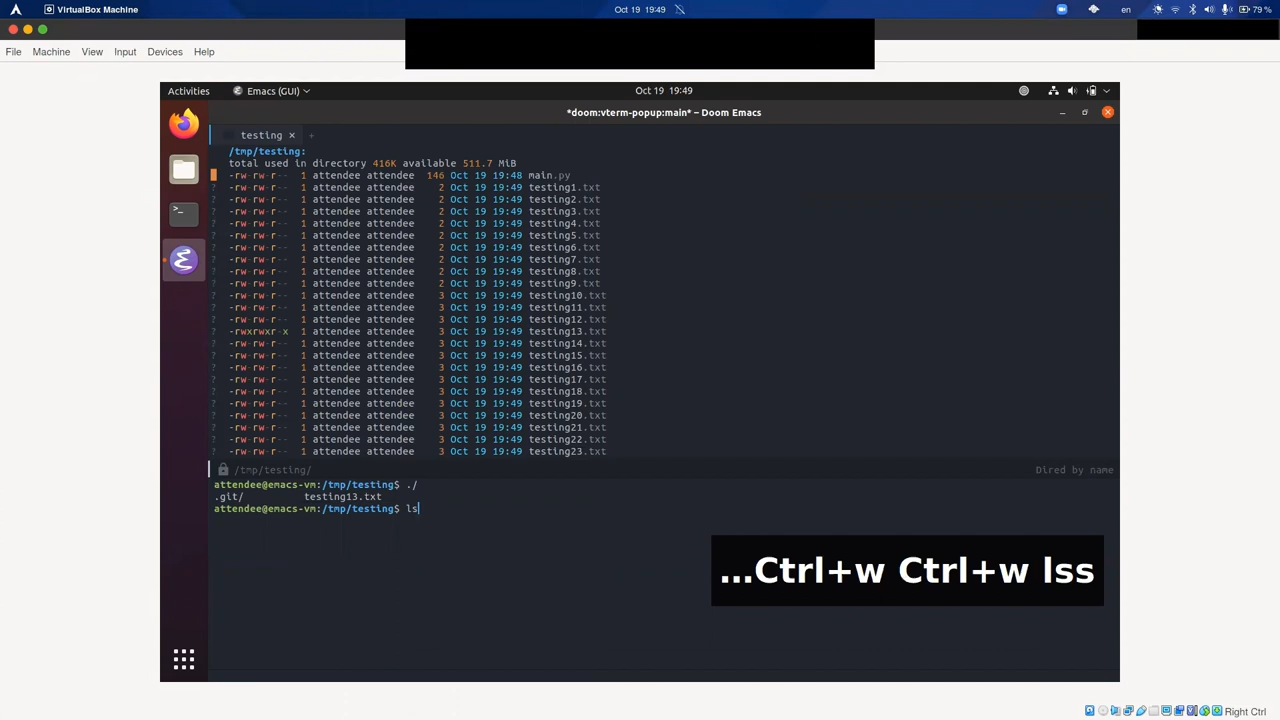 VirtualBox Machine
Oct 19 19:49
en
79 %
File Machine View Input Devices Help
Activities
Emacs (GUI)
Oct 19 19:49
*doom:vterm-popup:main* – Doom Emacs
testing × +
/tmp/testing:
total used in directory 416K available 511.7 MiB
-rw-rw-r-- 1 attendee attendee 146 Oct 19 19:48 main.py
? -rw-rw-r-- 1 attendee attendee 2 Oct 19 19:49 testing1.txt
? -rw-rw-r-- 1 attendee attendee 2 Oct 19 19:49 testing2.txt
? -rw-rw-r-- 1 attendee attendee 2 Oct 19 19:49 testing3.txt
? -rw-rw-r-- 1 attendee attendee 2 Oct 19 19:49 testing4.txt
? -rw-rw-r-- 1 attendee attendee 2 Oct 19 19:49 testing5.txt
? -rw-rw-r-- 1 attendee attendee 2 Oct 19 19:49 testing6.txt
? -rw-rw-r-- 1 attendee attendee 2 Oct 19 19:49 testing7.txt
? -rw-rw-r-- 1 attendee attendee 2 Oct 19 19:49 testing8.txt
? -rw-rw-r-- 1 attendee attendee 2 Oct 19 19:49 testing9.txt
? -rw-rw-r-- 1 attendee attendee 3 Oct 19 19:49 testing10.txt
? -rw-rw-r-- 1 attendee attendee 3 Oct 19 19:49 testing11.txt
? -rw-rw-r-- 1 attendee attendee 3 Oct 19 19:49 testing12.txt
? -rwxrwxr-x 1 attendee attendee 3 Oct 19 19:49 testing13.txt
? -rw-rw-r-- 1 attendee attendee 3 Oct 19 19:49 testing14.txt
? -rw-rw-r-- 1 attendee attendee 3 Oct 19 19:49 testing15.txt
? -rw-rw-r-- 1 attendee attendee 3 Oct 19 19:49 testing16.txt
? -rw-rw-r-- 1 attendee attendee 3 Oct 19 19:49 testing17.txt
? -rw-rw-r-- 1 attendee attendee 3 Oct 19 19:49 testing18.txt
? -rw-rw-r-- 1 attendee attendee 3 Oct 19 19:49 testing19.txt
? -rw-rw-r-- 1 attendee attendee 3 Oct 19 19:49 testing20.txt
? -rw-rw-r-- 1 attendee attendee 3 Oct 19 19:49 testing21.txt
? -rw-rw-r-- 1 attendee attendee 3 Oct 19 19:49 testing22.txt
? -rw-rw-r-- 1 attendee attendee 3 Oct 19 19:49 testing23.txt
/tmp/testing/ Dired by name
attendee@emacs-vm:/tmp/testing$ ./
.git/ testing13.txt
attendee@emacs-vm:/tmp/testing$ ls
...Ctrl+w Ctrl+w lss
Right Ctrl